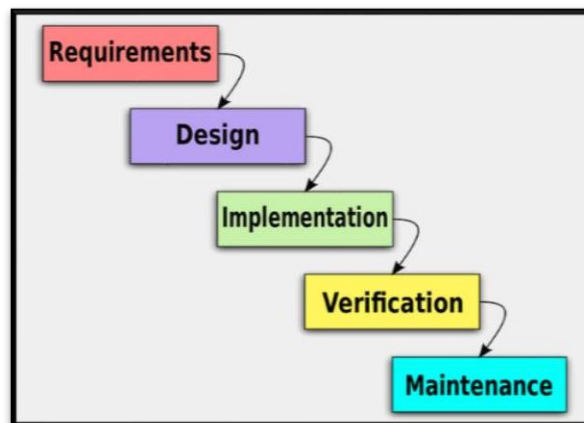 Requirements
Design
Implementation
Verification
Maintenance